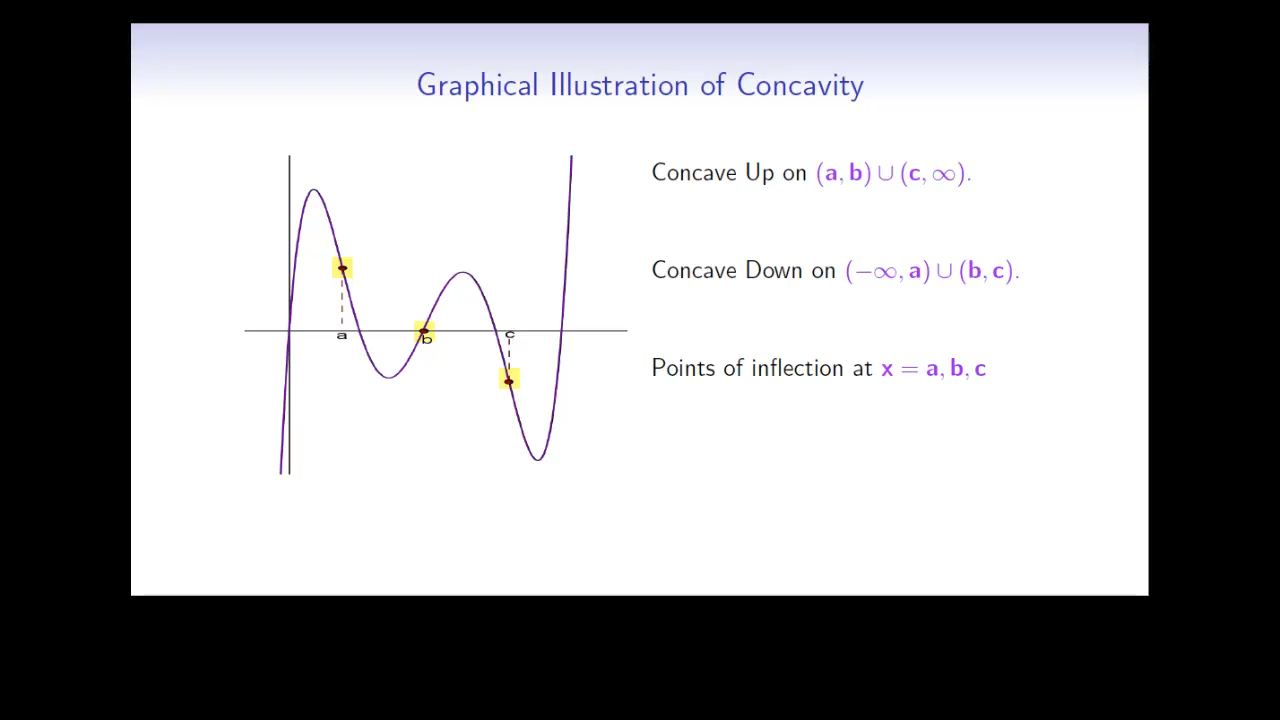 Graphical Illustration of Concavity
Concave Up on (a, b) ∪ (c, ∞).
Concave Down on (−∞, a) ∪ (b, c).
Points of inflection at x = a, b, c
a
b
c